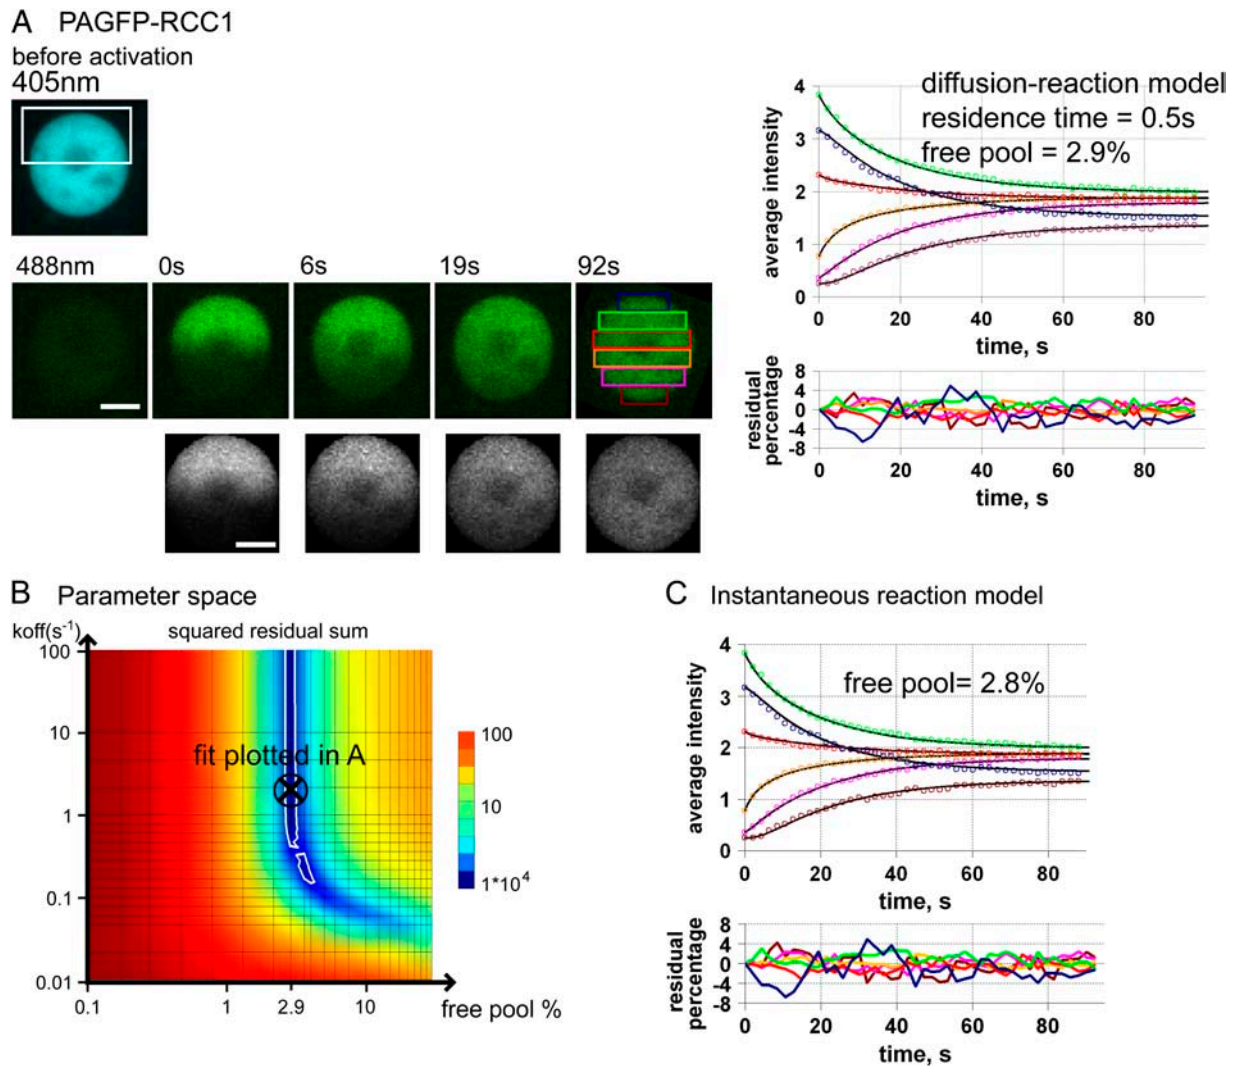 A PAGFP-RCC1
before activation
405nm
488nm 0s 6s 19s 92s
diffusion-reaction model
residence time = 0.5s
free pool = 2.9%
average intensity
4
3
2
1
0
0 20 40 60 80
time, s
residual
percentage
8
4
0
-4
-8
0 20 40 60 80
time, s
B Parameter space
koff(s-1)
squared residual sum
100
10
1
0.1
0.01
fit plotted in A
0.1 1 2.9 10
free pool %
100
10
1*10⁴
C Instantaneous reaction model
free pool= 2.8%
average intensity
4
3
2
1
0
0 20 40 60 80
time, s
residual
percentage
8
4
0
-4
-8
0 20 40 60 80
time, s